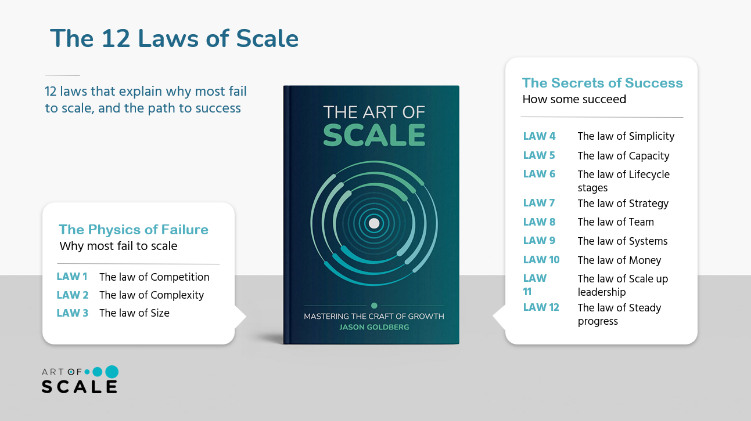 The 12 Laws of Scale
12 laws that explain why most fail
to scale, and the path to success
The Physics of Failure
Why most fail to scale
LAW 1 The law of Competition
LAW 2 The law of Complexity
LAW 3 The law of Size
THE ART OF
SCALE
MASTERING THE CRAFT OF GROWTH
JASON GOLDBERG
The Secrets of Success
How some succeed
LAW 4 The law of Simplicity
LAW 5 The law of Capacity
LAW 6 The law of Lifecycle
stages
LAW 7 The law of Strategy
LAW 8 The law of Team
LAW 9 The law of Systems
LAW 10 The law of Money
LAW The law of Scale up
11 leadership
LAW 12 The law of Steady
progress
ART OF
SCALE